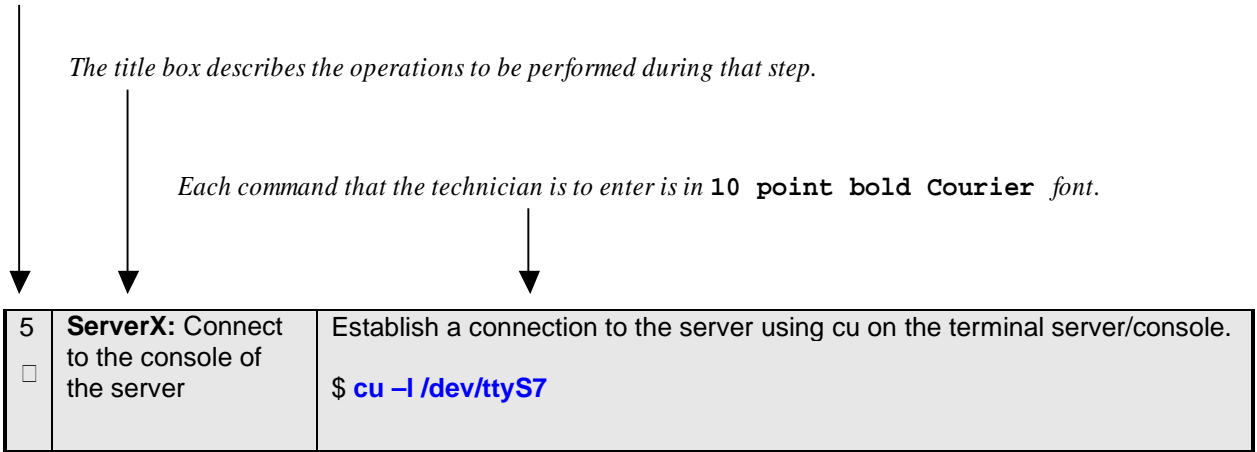 The title box describes the operations to be performed during that step.
Each command that the technician is to enter is in 10 point bold Courier font.
5
□
ServerX: Connect
to the console of
the server
Establish a connection to the server using cu on the terminal server/console.
$ cu –l /dev/ttyS7